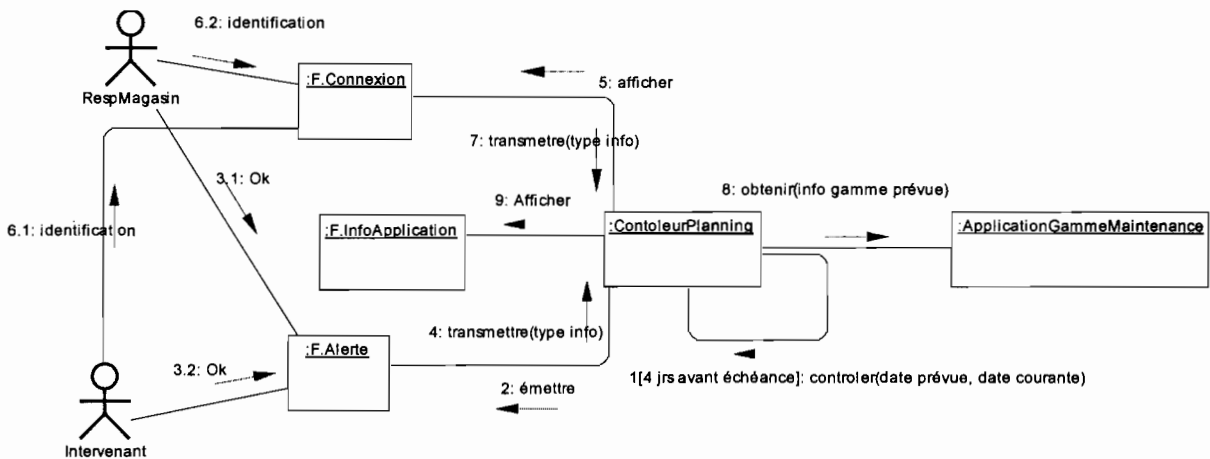 6.2: identification
RespMagasin
:F.Connexion
5: afficher
7: transmetre(type info)
3.1: Ok
8: obtenir(info gamme prévue)
9: Afficher
6.1: identification
:F.InfoApplication
:ContoleurPlanning
:ApplicationGammeMaintenance
4: transmettre(type info)
:F.Alerte
3.2: Ok
1[4 jrs avant échéance]: controler(date prévue, date courante)
2: émettre
Intervenant